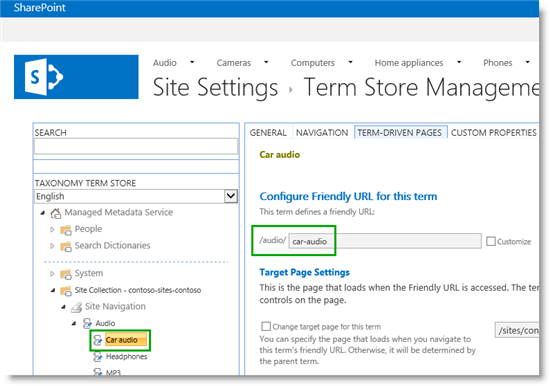 SharePoint
Audio Cameras Computers Home appliances Phones
Site Settings › Term Store Manageme
SEARCH
TAXONOMY TERM STORE
English
Managed Metadata Service
People
Search Dictionaries
System
Site Collection - contoso-sites-contoso
Site Navigation
Audio
Car audio
Headphones
MP3
GENERAL NAVIGATION TERM-DRIVEN PAGES CUSTOM PROPERTIES
Car audio
Configure Friendly URL for this term
This term defines a friendly URL:
/audio/ car-audio Customize
Target Page Settings
This is the page that loads when the Friendly URL is accessed. The term
controls on the page.
Change target page for this term
You can specify the page that loads when you navigate to
this term's friendly URL. Otherwise, it will be determined by
the parent term.
/sites/con